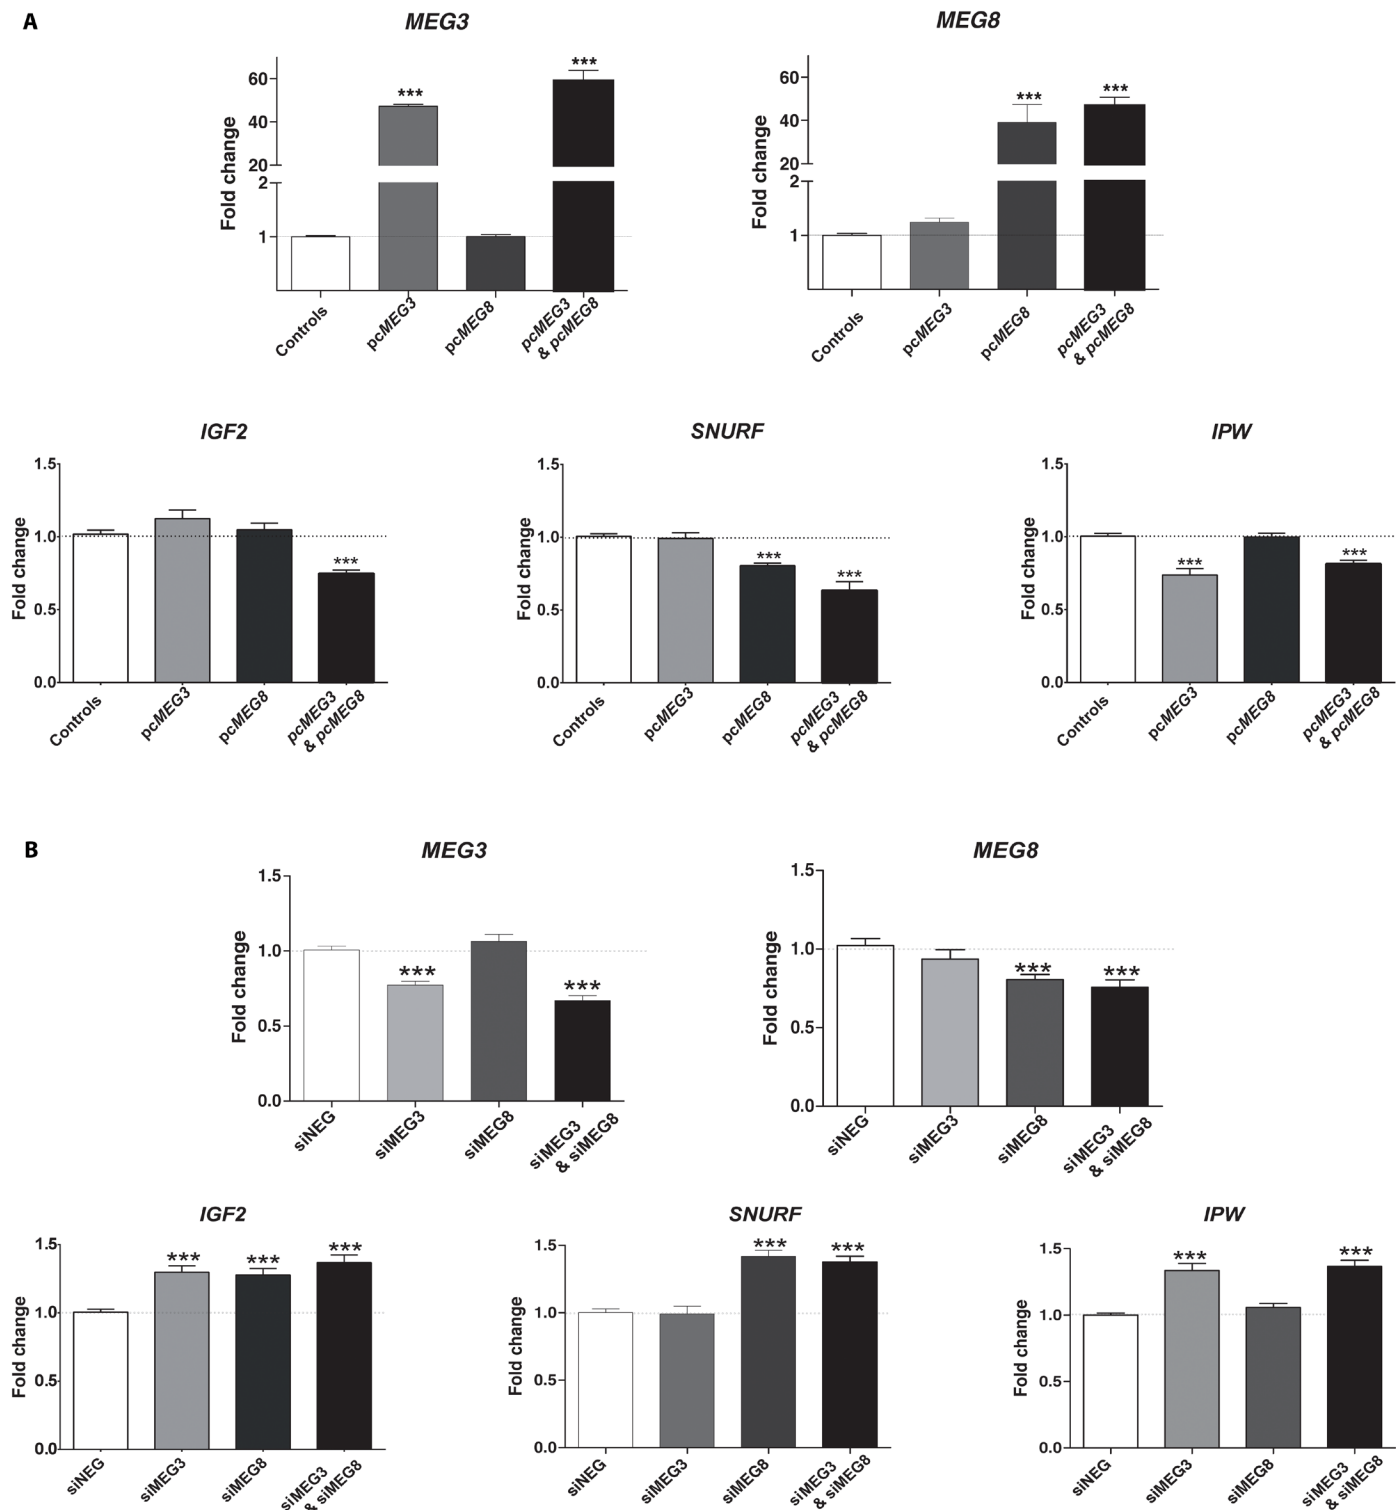 A
MEG3
MEG8
Fold change
60
40
20
2
1
***
***
Controls
pcMEG3
pcMEG8
pcMEG3
& pcMEG8
Fold change
60
40
20
2
1
***
***
Controls
pcMEG3
pcMEG8
pcMEG3
& pcMEG8
IGF2
SNURF
IPW
Fold change
1.5
1.0
0.5
0.0
***
Controls
pcMEG3
pcMEG8
pcMEG3
& pcMEG8
Fold change
1.5
1.0
0.5
0.0
***
***
Controls
pcMEG3
pcMEG8
pcMEG3
& pcMEG8
Fold change
1.5
1.0
0.5
0.0
***
***
Controls
pcMEG3
pcMEG8
pcMEG3
& pcMEG8
B
MEG3
MEG8
Fold change
1.5
1.0
0.5
0.0
***
***
siNEG
siMEG3
siMEG8
siMEG3
& siMEG8
Fold change
1.5
1.0
0.5
0.0
***
***
siNEG
siMEG3
siMEG8
siMEG3
& siMEG8
IGF2
SNURF
IPW
Fold change
1.5
1.0
0.5
0.0
***
***
***
siNEG
siMEG3
siMEG8
siMEG3
& siMEG8
Fold change
1.5
1.0
0.5
0.0
***
***
siNEG
siMEG3
siMEG8
siMEG3
& siMEG8
Fold change
1.5
1.0
0.5
0.0
***
***
siNEG
siMEG3
siMEG8
siMEG3
& siMEG8